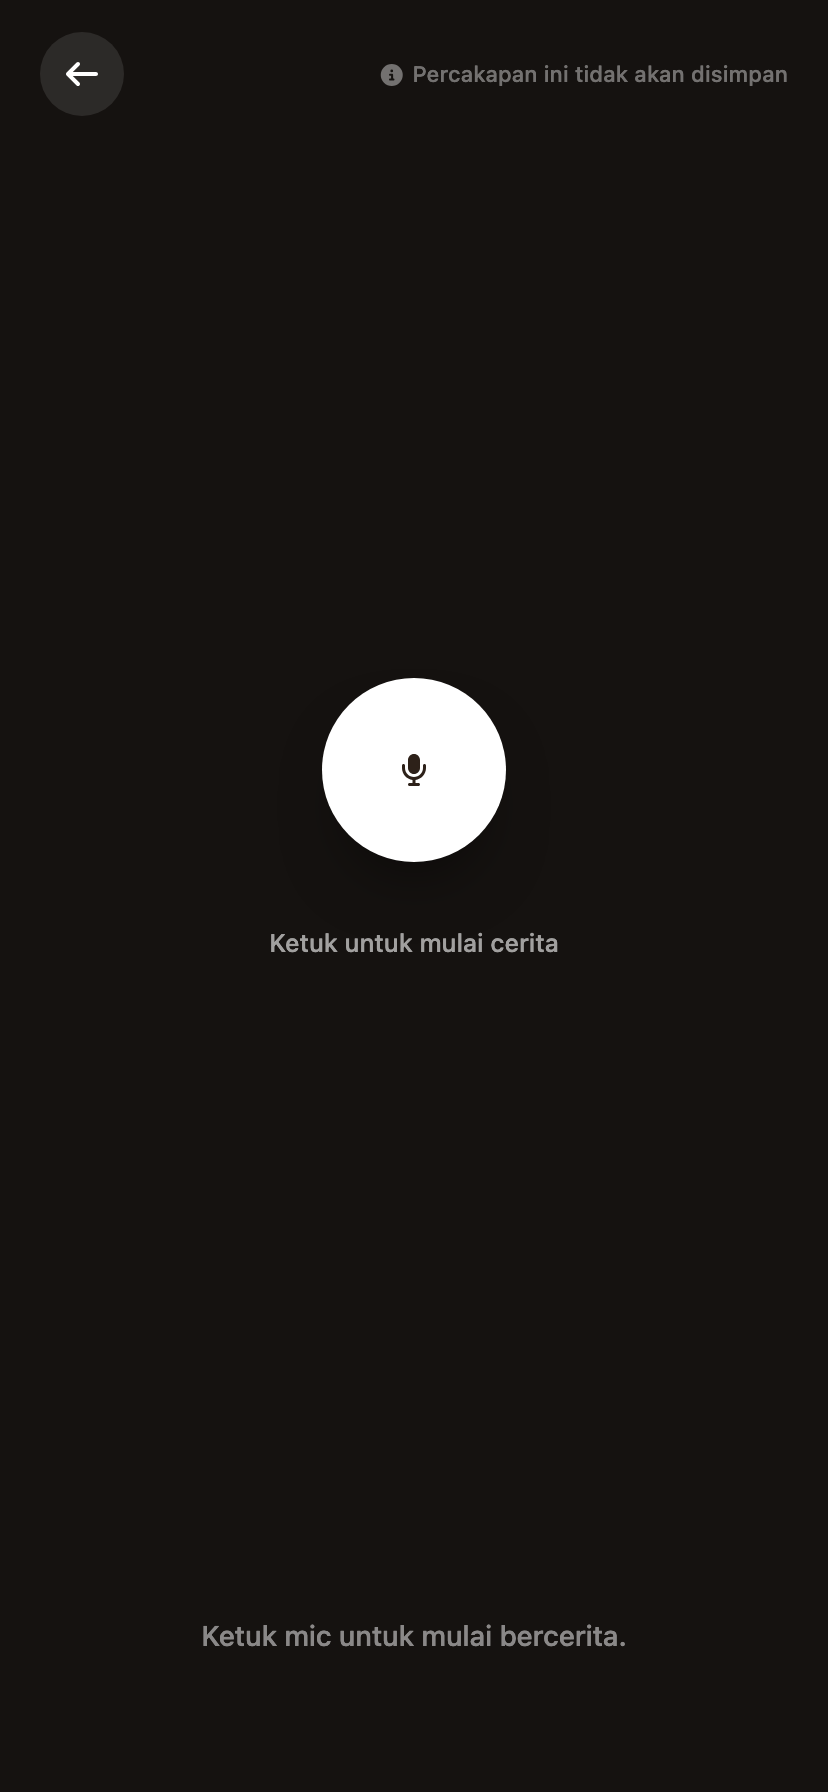 Percakapan ini tidak akan disimpan
Ketuk untuk mulai cerita
Ketuk mic untuk mulai bercerita.